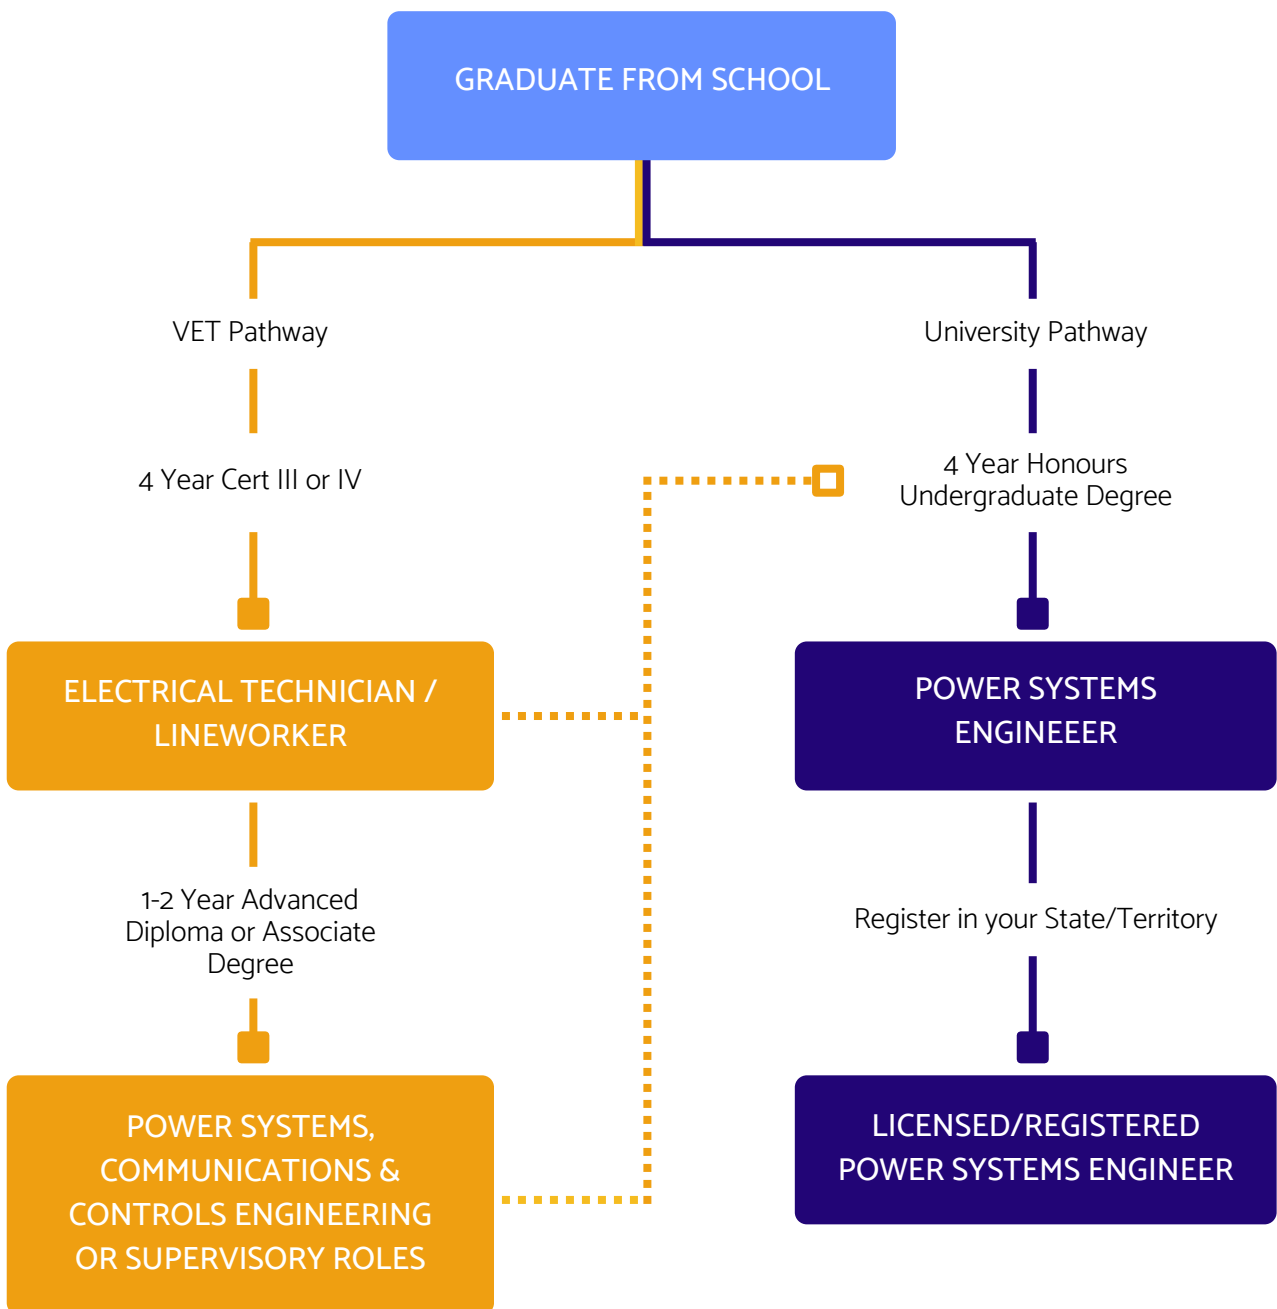 GRADUATE FROM SCHOOL
VET Pathway
University Pathway
4 Year Cert III or IV
4 Year Honours
Undergraduate Degree
ELECTRICAL TECHNICIAN /
LINEWORKER
POWER SYSTEMS
ENGINEEER
1-2 Year Advanced
Diploma or Associate
Degree
Register in your State/Territory
POWER SYSTEMS,
COMMUNICATIONS &
CONTROLS ENGINEERING
OR SUPERVISORY ROLES
LICENSED/REGISTERED
POWER SYSTEMS ENGINEER